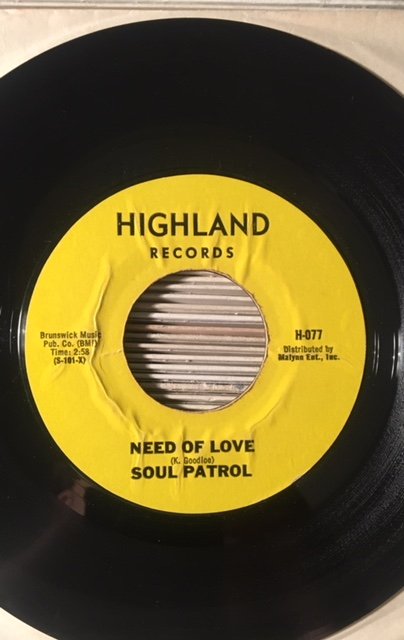 HIGHLAND
RECORDS
Brunswick Music
Pub. Co. (BMI)
Time: 2:58
(S-101-X)
H-077
Distributed by
Malynn Ent., Inc.
NEED OF LOVE
(K. Goodloe)
SOUL PATROL